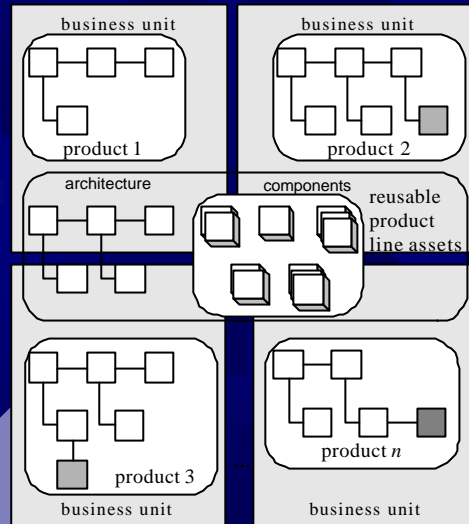 business unit
business unit
product 1
product 2
architecture
components
reusable
product
line assets
product 3
product n
business unit
business unit